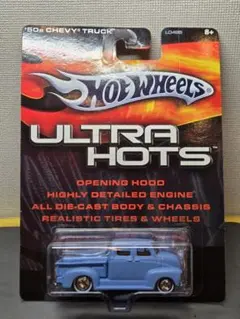 '50s CHEVY TRUCK
8+
HOT WHEELS
ULTRA
HOTS
OPENING HOOD
HIGHLY DETAILED ENGINE
ALL DIE-CAST BODY & CHASSIS
REALISTIC TIRES & WHEELS